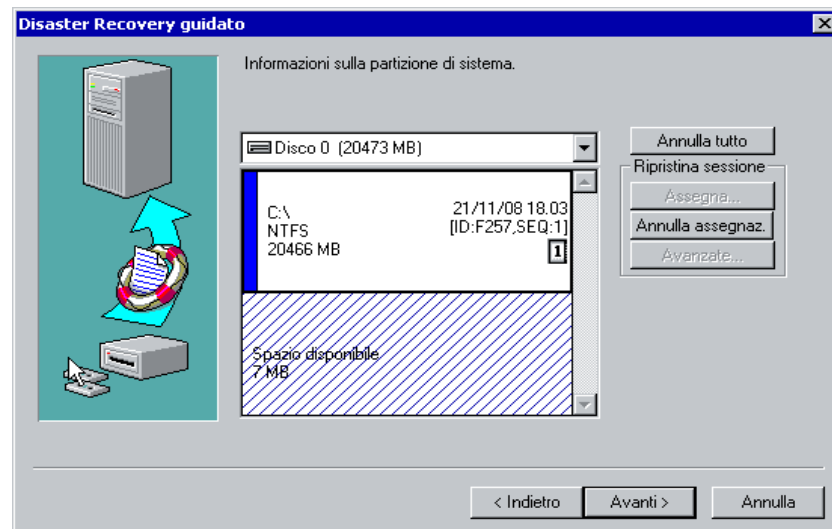 Disaster Recovery guidato
Informazioni sulla partizione di sistema.
Disco 0 (20473 MB)
Annulla tutto
Ripristina sessione
Assegna...
Annulla assegnaz.
Avanzate...
C:\
NTFS
20466 MB
21/11/08 18.03
[ID:F257,SEQ:1]
1
Spazio disponibile
7 MB
< Indietro
Avanti >
Annulla